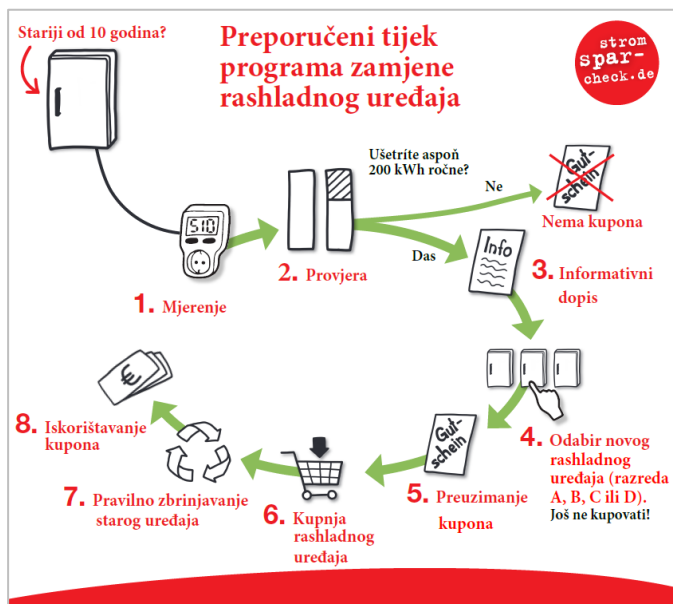 Stariji od 10 godina?
Preporučeni tijek
programa zamjene
rashladnog uređaja
strom
spar-
check.de
Ušetríte aspoň
200 kWh ročne?
Ne
Gut-
schein
Nema kupona
510
Das
Info
1. Mjerenje
2. Provjera
3. Informativni
dopis
4. Odabir novog
rashladnog
uređaja (razreda
A, B, C ili D).
Još ne kupovati!
Gut-
schein
5. Preuzimanje
kupona
6. Kupnja
rashladnog
uređaja
7. Pravilno zbrinjavanje
starog uređaja
€
8. Iskorištavanje
kupona